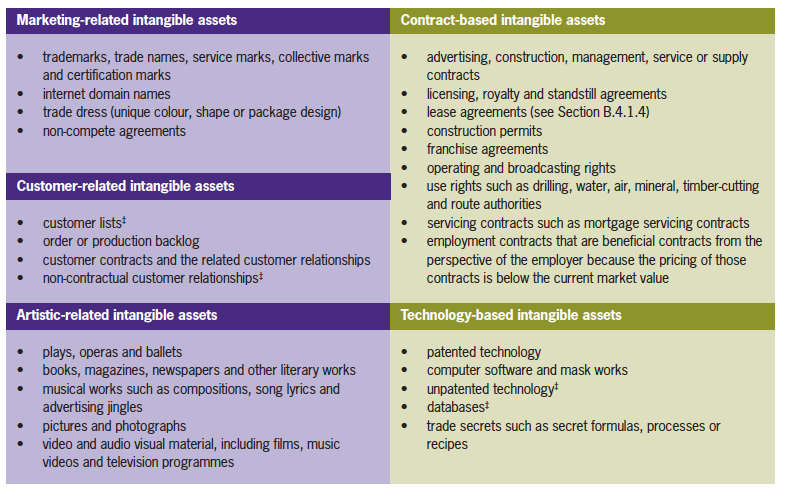 Marketing-related intangible assets
• trademarks, trade names, service marks, collective marks
and certification marks
• internet domain names
• trade dress (unique colour, shape or package design)
• non-compete agreements
Customer-related intangible assets
• customer lists‡
• order or production backlog
• customer contracts and the related customer relationships
• non-contractual customer relationships‡
Artistic-related intangible assets
• plays, operas and ballets
• books, magazines, newspapers and other literary works
• musical works such as compositions, song lyrics and
advertising jingles
• pictures and photographs
• video and audio visual material, including films, music
videos and television programmes
Contract-based intangible assets
• advertising, construction, management, service or supply
contracts
• licensing, royalty and standstill agreements
• lease agreements (see Section B.4.1.4)
• construction permits
• franchise agreements
• operating and broadcasting rights
• use rights such as drilling, water, air, mineral, timber-cutting
and route authorities
• servicing contracts such as mortgage servicing contracts
• employment contracts that are beneficial contracts from the
perspective of the employer because the pricing of those
contracts is below the current market value
Technology-based intangible assets
• patented technology
• computer software and mask works
• unpatented technology‡
• databases‡
• trade secrets such as secret formulas, processes or
recipes